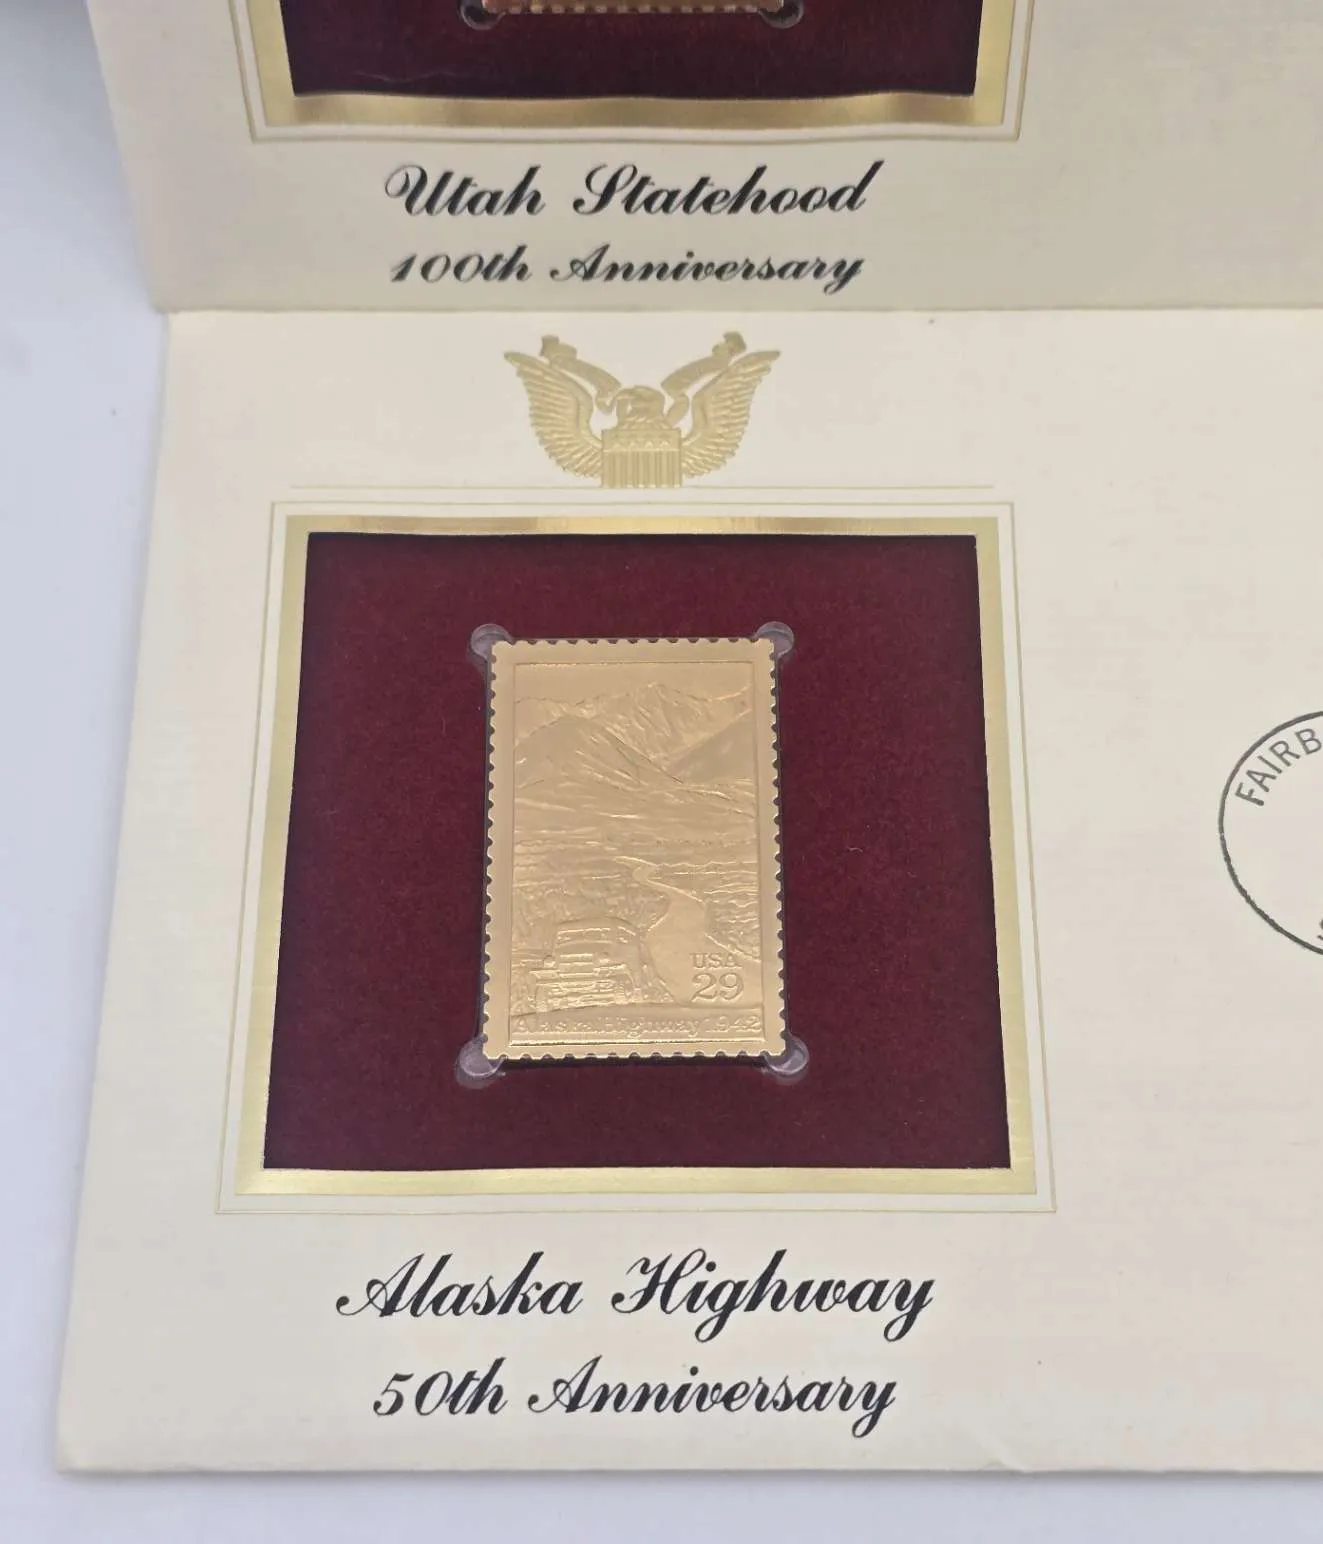 Utah Statehood
100th Anniversary
FAIRB
USA
29
Alaska Highway 1942
Alaska Highway
50th Anniversary